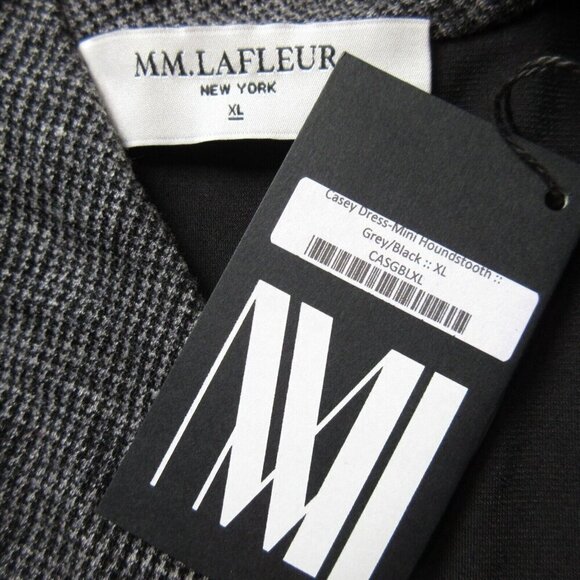 MM.LAFLEUR
NEW YORK
XL
Casey Dress-Mini Houndstooth ::
Grey/Black :: XL
CASGBLXL